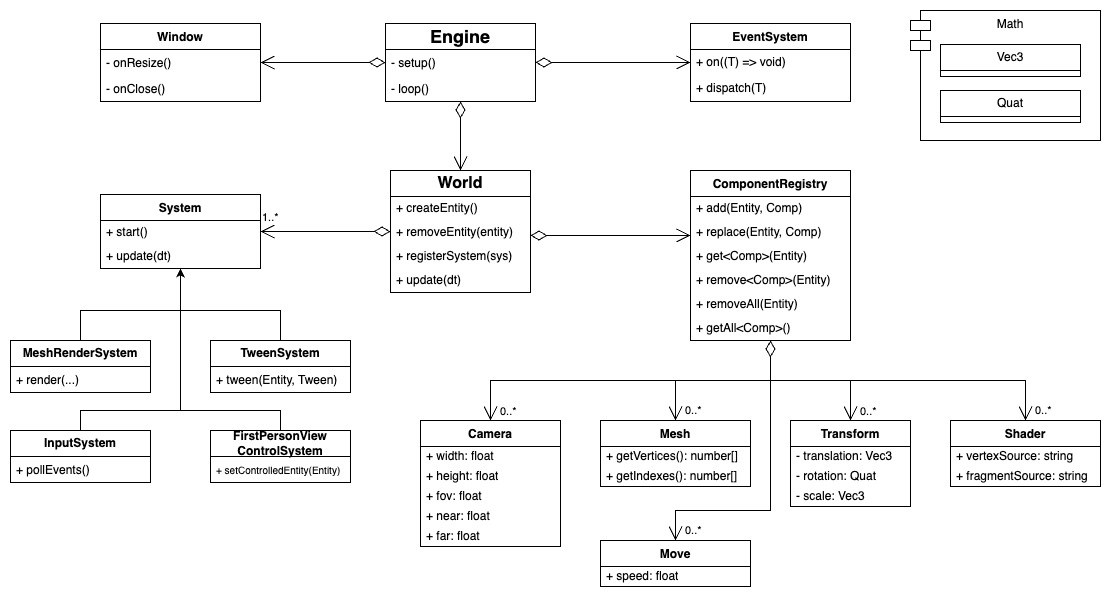 Window
- onResize()
- onClose()
Engine
- setup()
- loop()
EventSystem
+ on((T) => void)
+ dispatch(T)
Math
Vec3
Quat
System
+ start()
+ update(dt)
1..*
World
+ createEntity()
+ removeEntity(entity)
+ registerSystem(sys)
+ update(dt)
ComponentRegistry
+ add(Entity, Comp)
+ replace(Entity, Comp)
+ get<Comp>(Entity)
+ remove<Comp>(Entity)
+ removeAll(Entity)
+ getAll<Comp>()
MeshRenderSystem
+ render(...)
TweenSystem
+ tween(Entity, Tween)
InputSystem
+ pollEvents()
FirstPersonView
ControlSystem
+ setControlledEntity(Entity)
0..*
Camera
+ width: float
+ height: float
+ fov: float
+ near: float
+ far: float
0..*
Mesh
+ getVertices(): number[]
+ getIndexes(): number[]
0..*
Transform
- translation: Vec3
- rotation: Quat
- scale: Vec3
0..*
Shader
+ vertexSource: string
+ fragmentSource: string
0..*
Move
+ speed: float